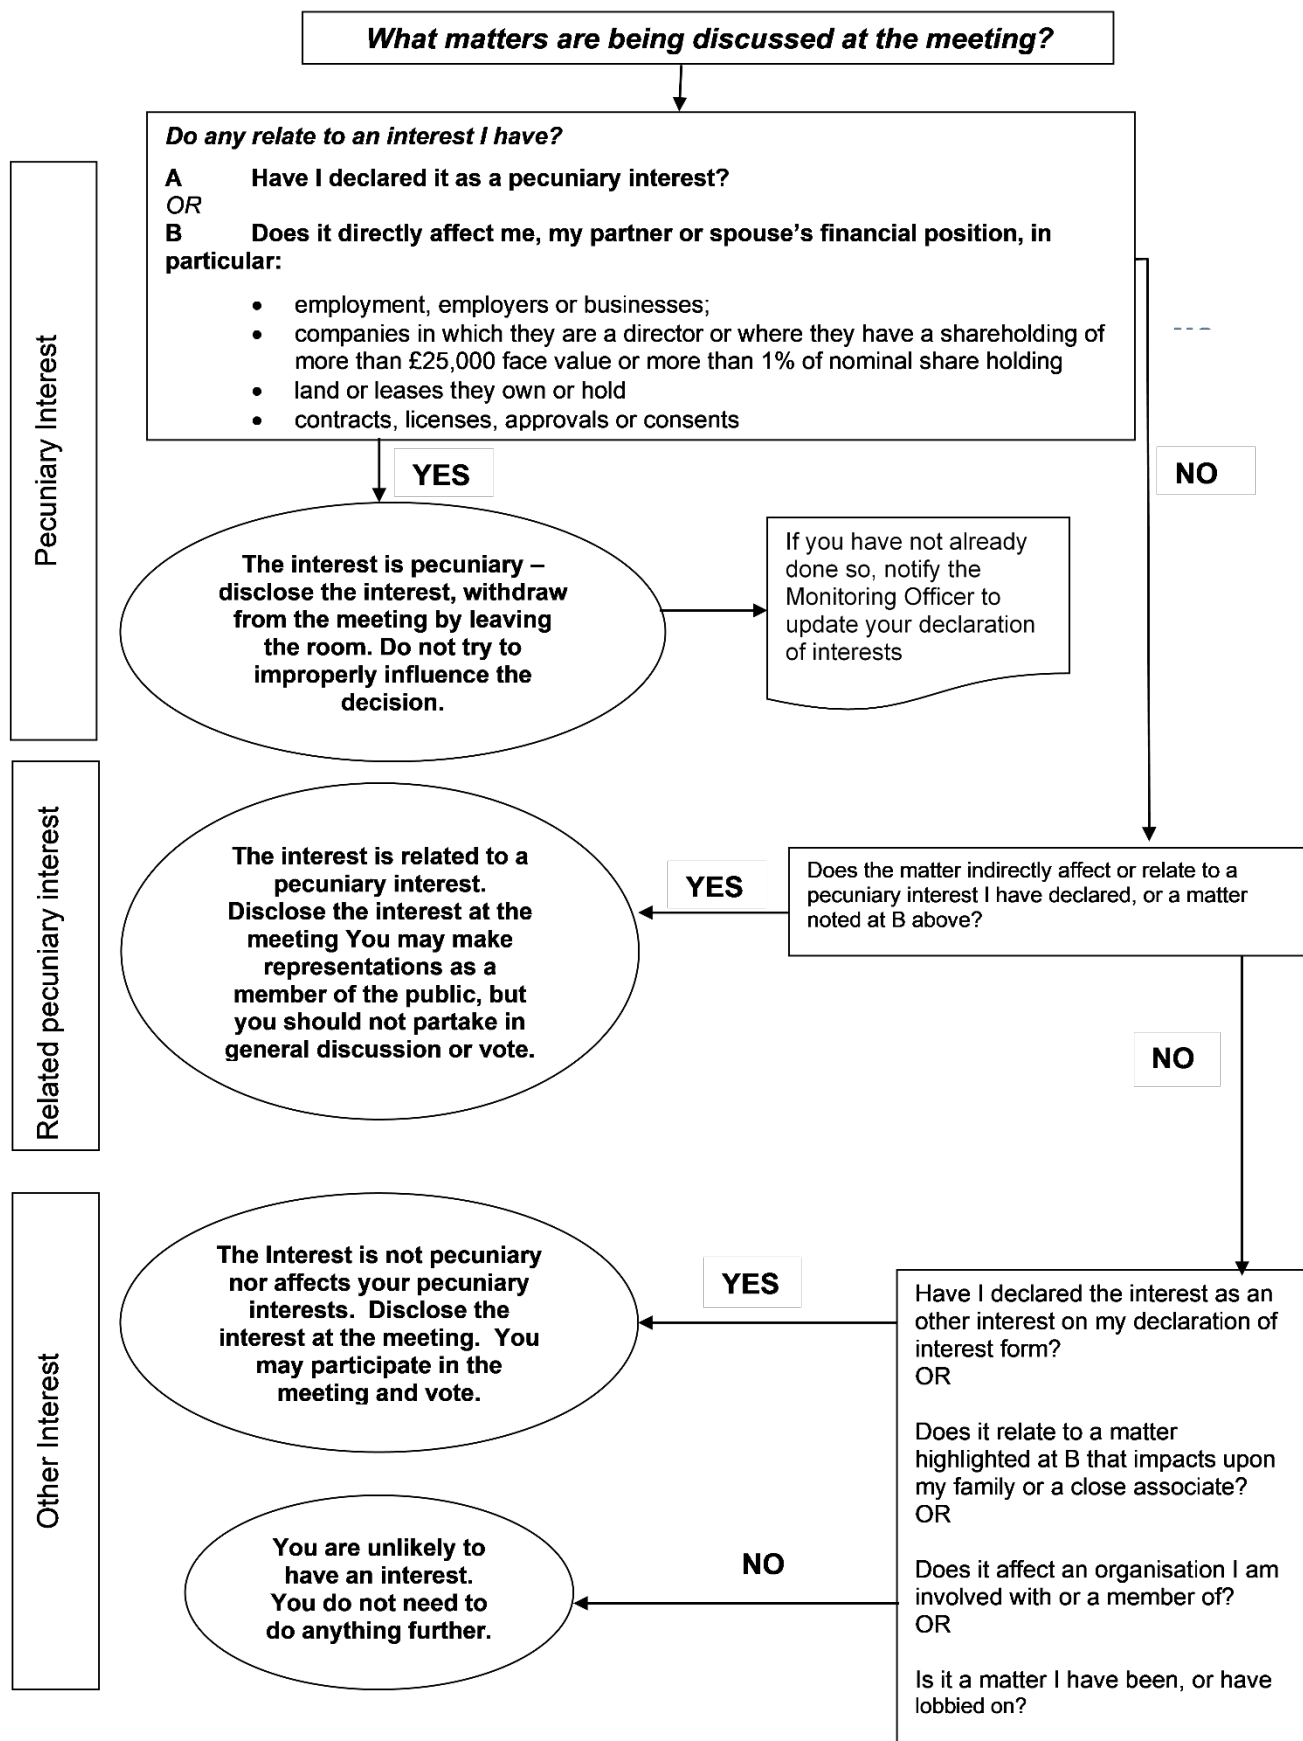 What matters are being discussed at the meeting?
Do any relate to an interest I have?
A Have I declared it as a pecuniary interest?
OR
B Does it directly affect me, my partner or spouse's financial position, in
particular:
• employment, employers or businesses;
• companies in which they are a director or where they have a shareholding of
more than £25,000 face value or more than 1% of nominal share holding
• land or leases they own or hold
• contracts, licenses, approvals or consents
Pecuniary Interest
YES
NO
The interest is pecuniary –
disclose the interest, withdraw
from the meeting by leaving
the room. Do not try to
improperly influence the
decision.
If you have not already
done so, notify the
Monitoring Officer to
update your declaration
of interests
Related pecuniary interest
The interest is related to a
pecuniary interest.
Disclose the interest at the
meeting You may make
representations as a
member of the public, but
you should not partake in
general discussion or vote.
YES
Does the matter indirectly affect or relate to a
pecuniary interest I have declared, or a matter
noted at B above?
NO
Other Interest
The Interest is not pecuniary
nor affects your pecuniary
interests. Disclose the
interest at the meeting. You
may participate in the
meeting and vote.
YES
Have I declared the interest as an
other interest on my declaration of
interest form?
OR
Does it relate to a matter
highlighted at B that impacts upon
my family or a close associate?
OR
Does it affect an organisation I am
involved with or a member of?
OR
Is it a matter I have been, or have
lobbied on?
NO
You are unlikely to
have an interest.
You do not need to
do anything further.